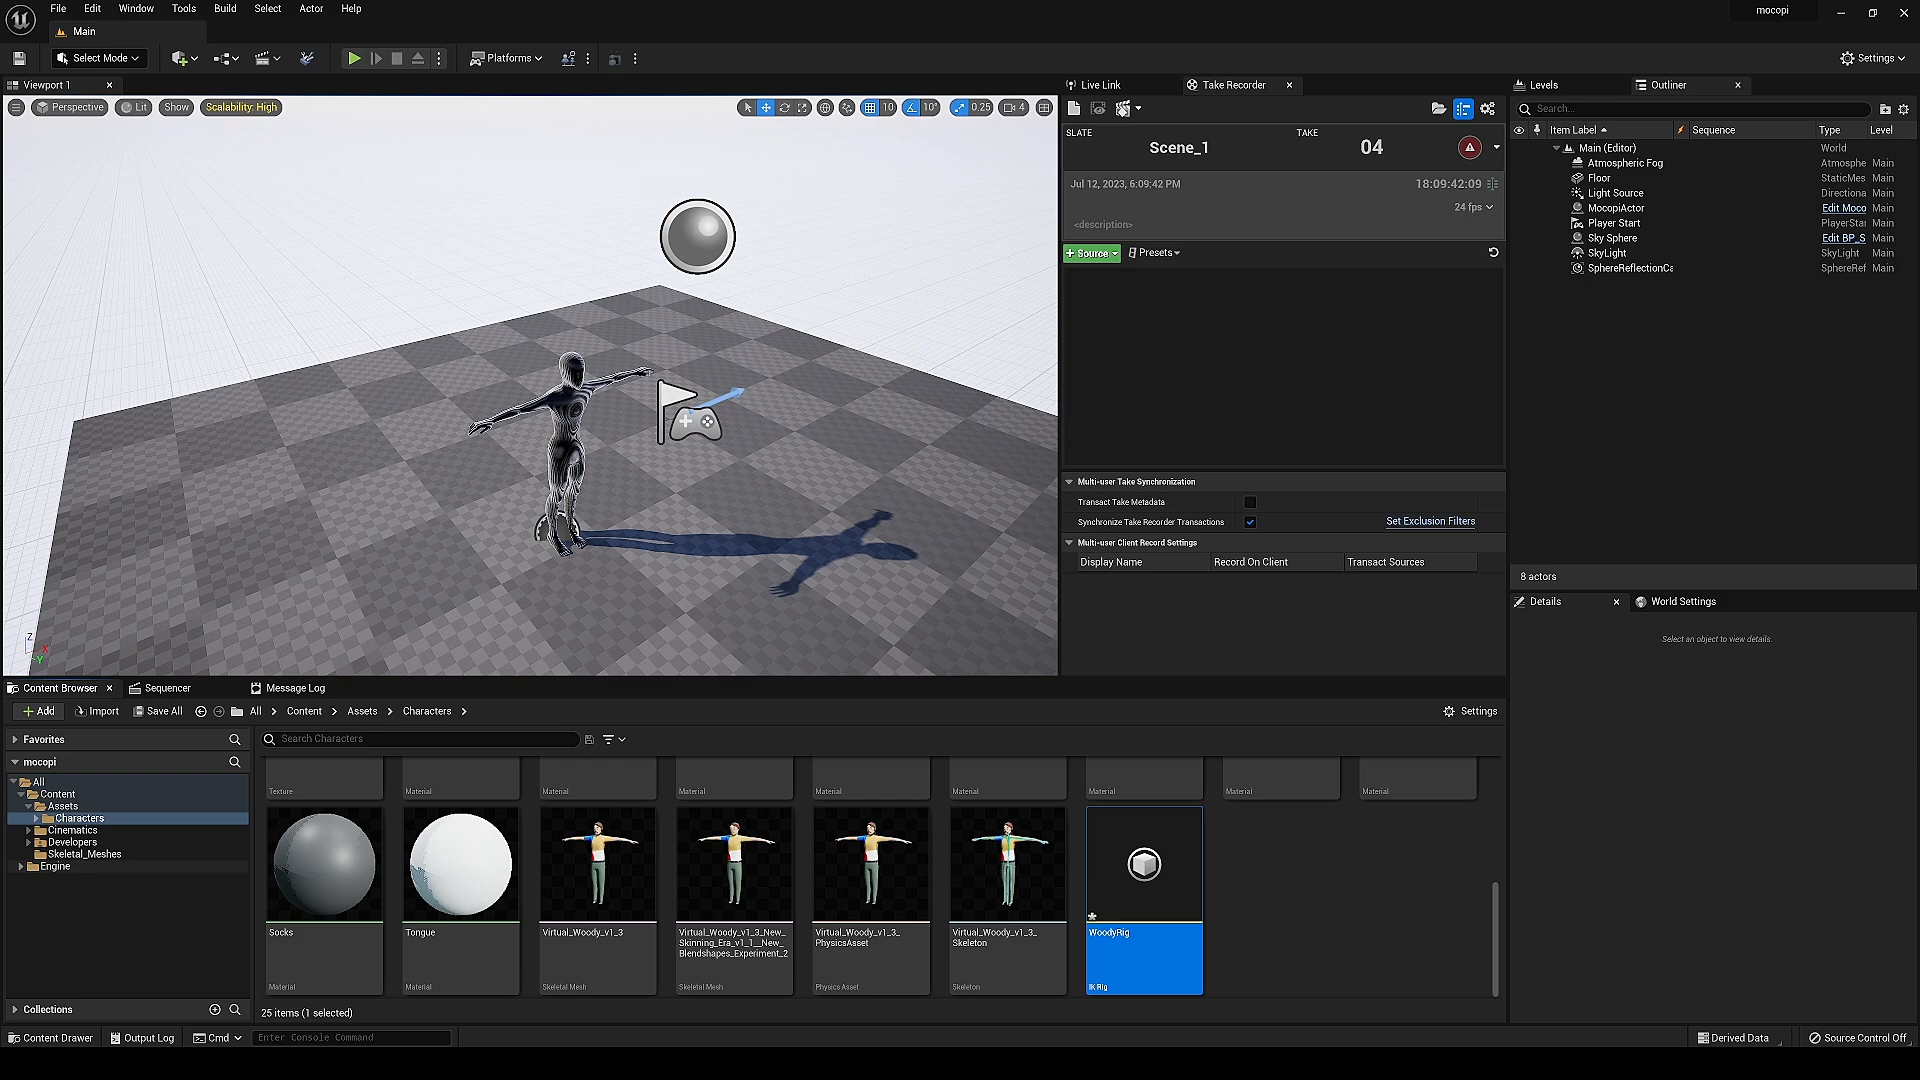 File Edit Window Tools Build Select Actor Help
mocopi
Main
Select Mode
Platforms
Settings
Viewport 1
Perspective Lit Show Scalability: High
10 10° 0.25 4
Live Link Take Recorder
SLATE TAKE
Scene_1 04
Jul 12, 2023, 6:09:42 PM 18:09:42:09
24 fps
<description>
+ Source Presets
Multi-user Take Synchronization
Transact Take Metadata
Synchronize Take Recorder Transactions Set Exclusion Filters
Multi-user Client Record Settings
Display Name Record On Client Transact Sources
Levels Outliner
Search...
Item Label Sequence Type Level
Main (Editor) World
Atmospheric Fog Atmosphe Main
Floor StaticMes Main
Light Source Directiona Main
MocopiActor Edit Moco Main
Player Start PlayerStar Main
Sky Sphere Edit BP_S Main
SkyLight SkyLight Main
SphereReflectionCa SphereRef Main
8 actors
Details World Settings
Select an object to view details.
Z
X
Y
Content Browser Sequencer Message Log
+ Add Import Save All All > Content > Assets > Characters >
Settings
Favorites
mocopi
All
Content
Assets
Characters
Cinematics
Developers
Skeletal_Meshes
Engine
Collections
Search Characters
Texture Material Material Material Material Material Material Material Material
Socks
Material
Tongue
Material
Virtual_Woody_v1_3
Skeletal Mesh
Virtual_Woody_v1_3_New_
Skinning_Era_v1_1__New_
Blendshapes_Experiment_2
Skeletal Mesh
Virtual_Woody_v1_3_
PhysicsAsset
Physics Asset
Virtual_Woody_v1_3_
Skeleton
Skeleton
WoodyRig
IK Rig
25 items (1 selected)
Content Drawer Output Log Cmd Enter Console Command
Derived Data Source Control Off